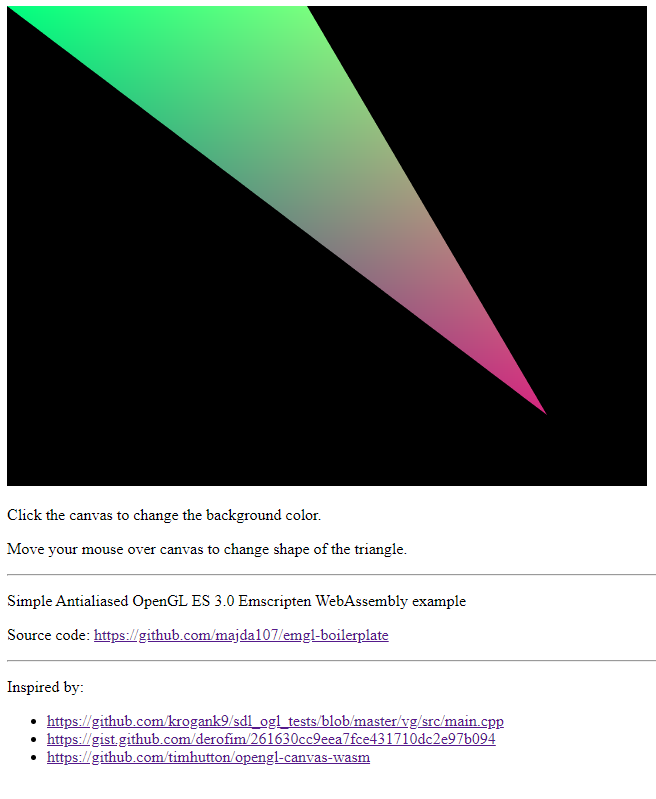 Click the canvas to change the background color.
Move your mouse over canvas to change shape of the triangle.
Simple Antialiased OpenGL ES 3.0 Emscripten WebAssembly example
Source code: https://github.com/majda107/emgl-boilerplate
Inspired by:
https://github.com/krogank9/sdl_ogl_tests/blob/master/vg/src/main.cpp
https://gist.github.com/derofim/261630cc9eea7fce431710dc2e97b094
https://github.com/timhutton/opengl-canvas-wasm